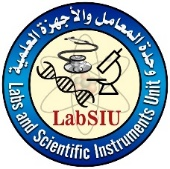 وحدة المعامل والأجهزة العلمية
LabSIU
Labs and Scientific Instruments Unit